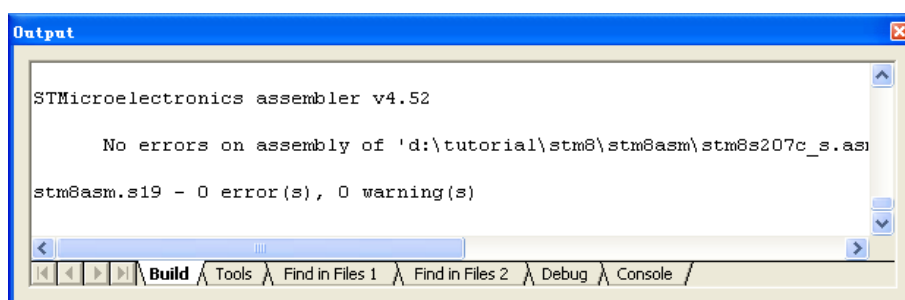 Output
STMicroelectronics assembler v4.52
No errors on assembly of 'd:\tutorial\stm8\stm8asm\stm8s207c_s.asm
stm8asm.s19 - 0 error(s), 0 warning(s)
Build Tools Find in Files 1 Find in Files 2 Debug Console